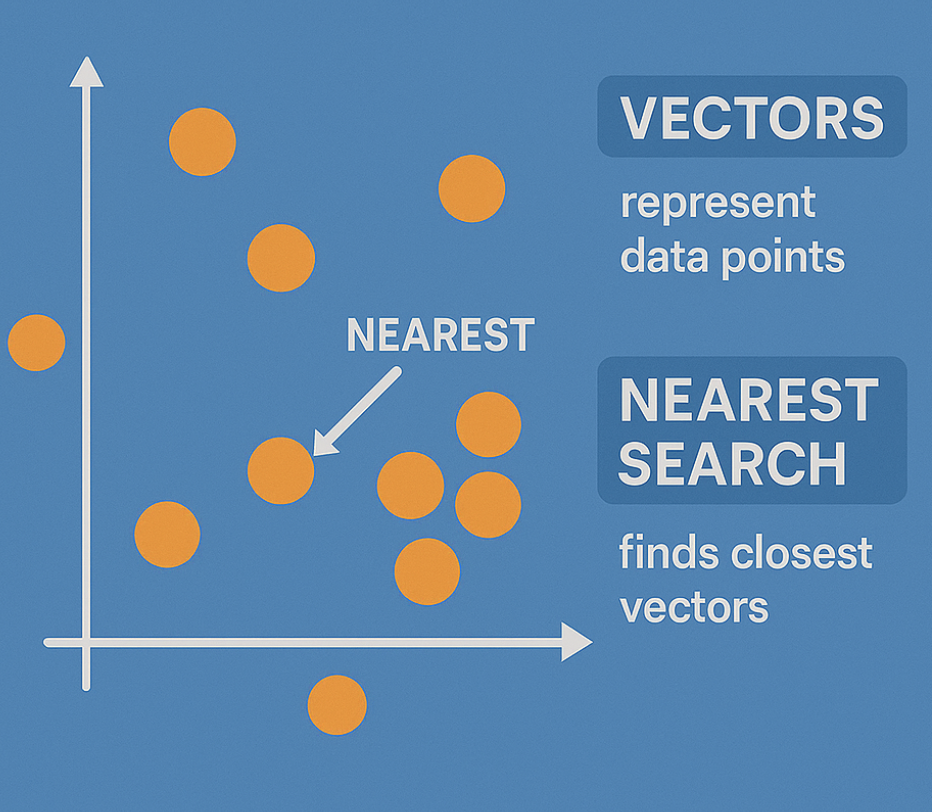 VECTORS
represent
data points
NEAREST
NEAREST
SEARCH
finds closest
vectors